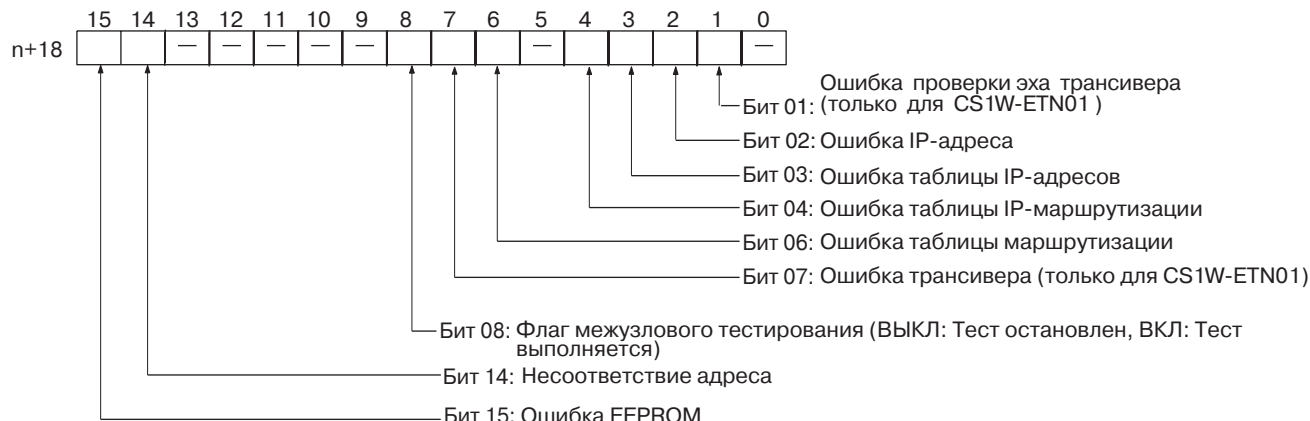 15 14 13 12 11 10 9 8 7 6 5 4 3 2 1 0
n+18 — — — — — — —
Ошибка проверки эха трансивера
Бит 01: (только для CS1W-ETN01 )
Бит 02: Ошибка IP-адреса
Бит 03: Ошибка таблицы IP-адресов
Бит 04: Ошибка таблицы IP-маршрутизации
Бит 06: Ошибка таблицы маршрутизации
Бит 07: Ошибка трансивера (только для CS1W-ETN01)
Бит 08: Флаг межузлового тестирования (ВЫКЛ: Тест остановлен, ВКЛ: Тест
выполняется)
Бит 14: Несоответствие адреса
Бит 15: Ошибка EEPROM